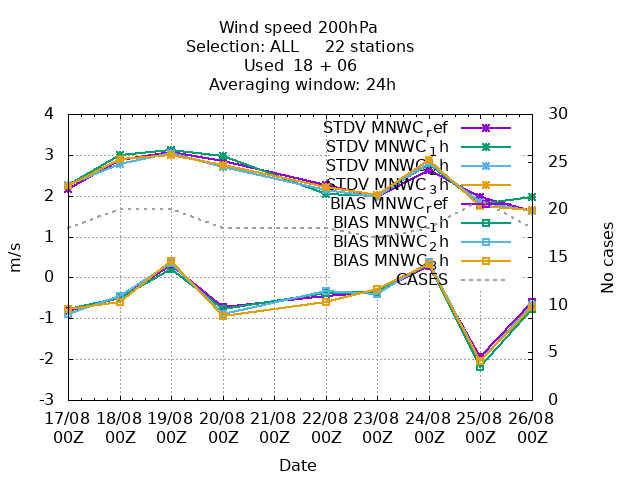 Wind speed 200hPa
Selection: ALL 22 stations
Used 18 + 06
Averaging window: 24h
STDV MNWC_ref
STDV MNWC_1h
STDV MNWC_2h
STDV MNWC_3h
BIAS MNWC_ref
BIAS MNWC_1h
BIAS MNWC_2h
BIAS MNWC_3h
CASES
4
3
2
1
0
-1
-2
-3
m/s
30
25
20
15
10
5
0
No cases
17/08 18/08 19/08 20/08 21/08 22/08 23/08 24/08 25/08 26/08
00Z 00Z 00Z 00Z 00Z 00Z 00Z 00Z 00Z 00Z
Date